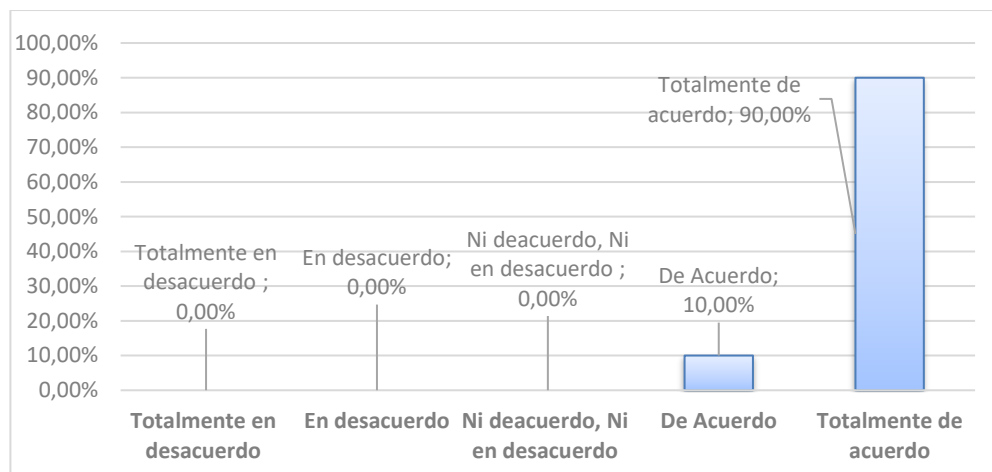 100,00%
90,00%
80,00%
70,00%
60,00%
50,00%
40,00%
30,00%
20,00%
10,00%
0,00%
Totalmente en
desacuerdo ;
0,00%
En desacuerdo;
0,00%
Ni deacuerdo, Ni
en desacuerdo ;
0,00%
De Acuerdo;
10,00%
Totalmente de
acuerdo; 90,00%
Totalmente en
desacuerdo
En desacuerdo
Ni deacuerdo, Ni
en desacuerdo
De Acuerdo
Totalmente de
acuerdo